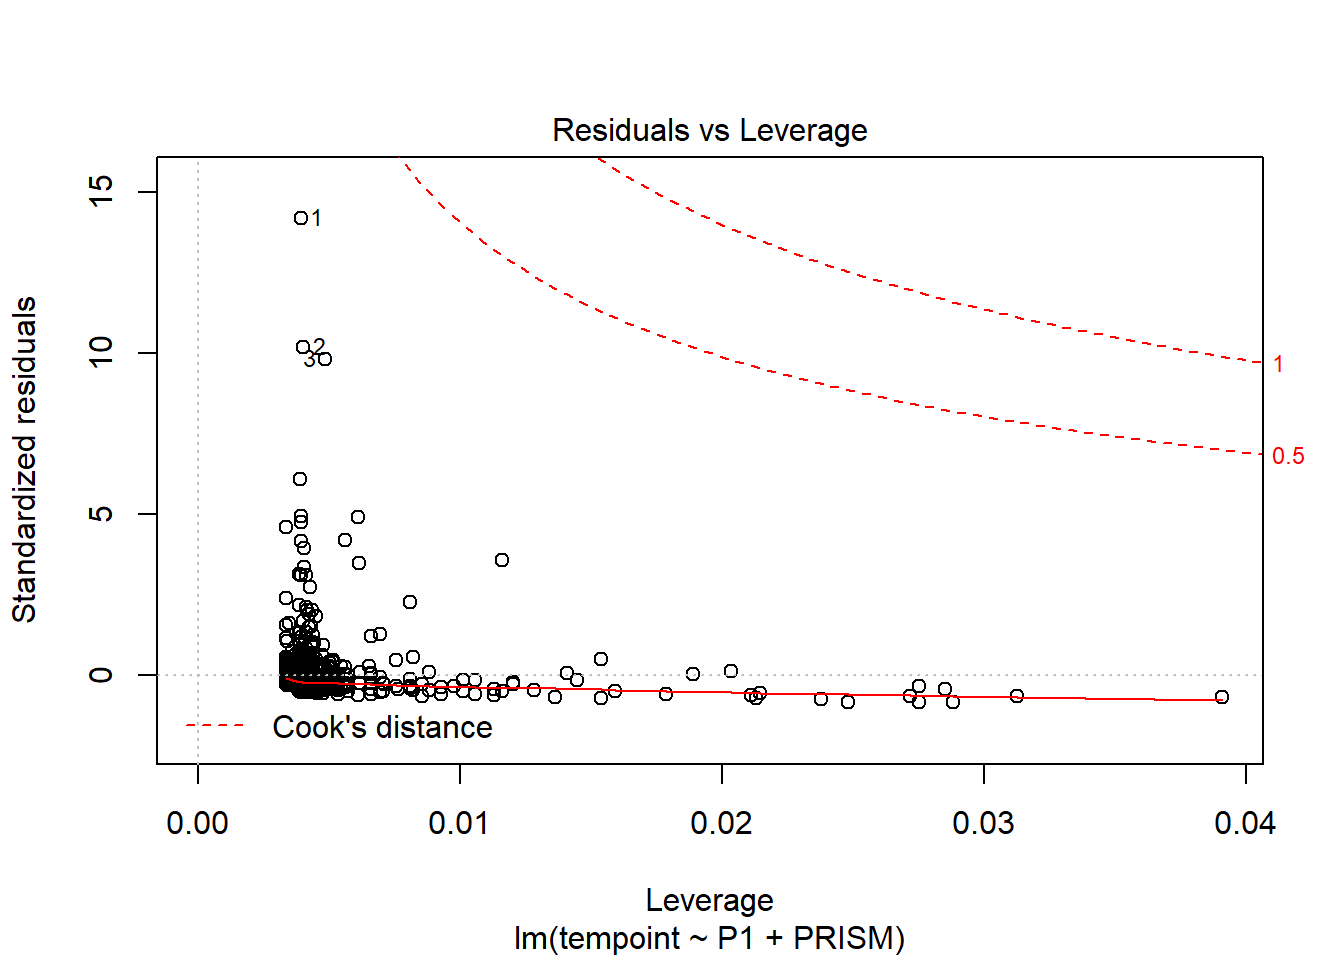 Residuals vs Leverage
Standardized residuals
15
10
5
0
1
2
3
1
0.5
Cook's distance
0.00 0.01 0.02 0.03 0.04
Leverage
lm(tempoint ~ P1 + PRISM)